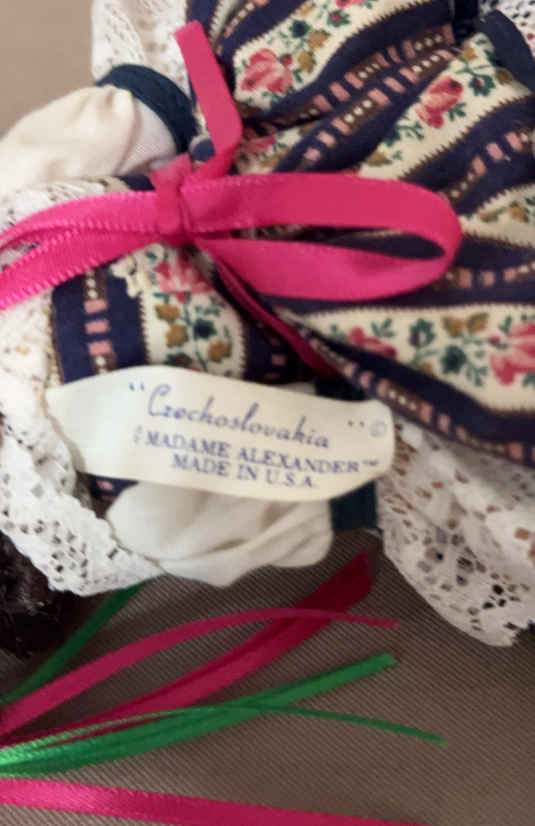 "Czechoslovakia" ©
MADAME ALEXANDER™
MADE IN U.S.A.